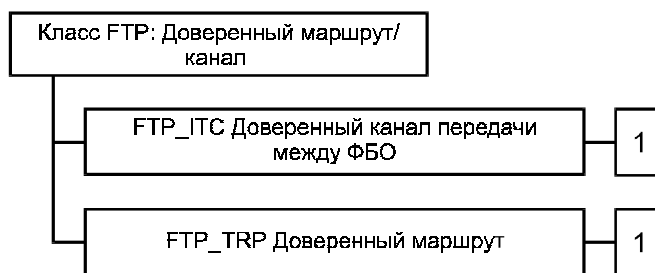 Класс FTP: Доверенный маршрут/
канал
FTP_ITC Доверенный канал передачи
между ФБО
1
FTP_TRP Доверенный маршрут
1